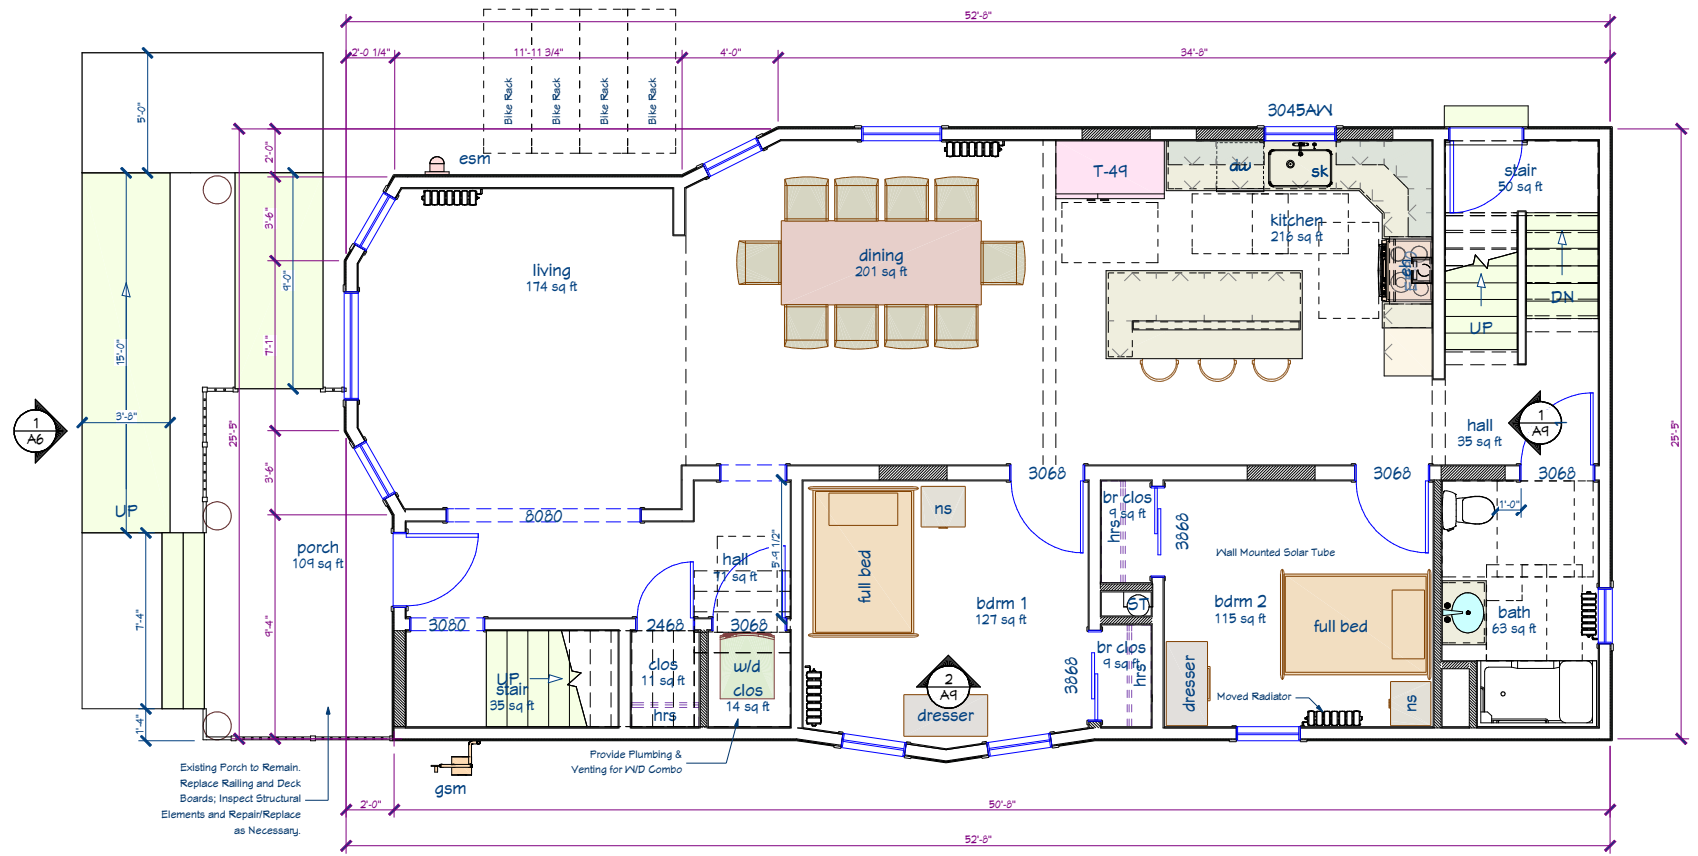 52'-8"
2'-0 1/4"
11'-11 3/4"
4'-0"
34'-8"
Bike Rack
Bike Rack
Bike Rack
Bike Rack
5'-0"
2'-0"
3045AW
esm
T-49
dw
sk
stair
50 sq ft
3'-6"
9'-0"
kitchen
216 sq ft
living
174 sq ft
dining
201 sq ft
DN
UP
15'-0"
7'-1"
3'-8"
25'-5"
25'-5"
1
A6
1
A9
hall
35 sq ft
3'-6"
3068
3068
3068
UP
8080
ns
br clos
9 sq ft
hrs
3868
1'-0"
porch
109 sq ft
hall
71 sq ft
5'-9 1/2"
full bed
Wall Mounted Solar Tube
ST
bdrm 1
127 sq ft
bdrm 2
115 sq ft
full bed
bath
63 sq ft
7'-4"
9'-4"
3080
2468
3068
clos
11 sq ft
hrs
w/d
clos
14 sq ft
UP
stair
35 sq ft
br clos
9 sq ft
hrs
3868
dresser
2
A9
dresser
Moved Radiator
ns
1'-4"
Provide Plumbing &
Venting for W/D Combo
gsm
Existing Porch to Remain.
Replace Railing and Deck
Boards; Inspect Structural
Elements and Repair/Replace
as Necessary.
2'-0"
50'-8"
52'-8"